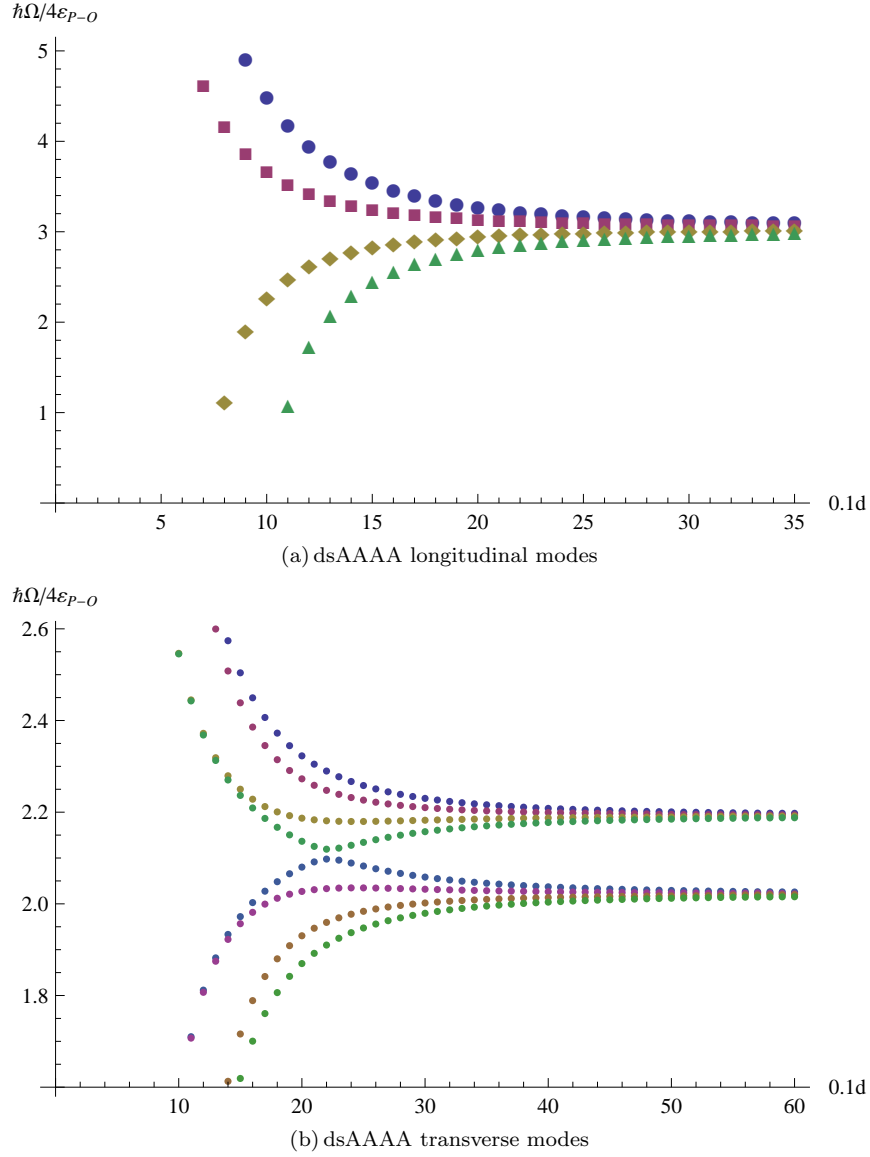 ℏΩ/4ε_{P-O}
5
4
3
2
1
5 10 15 20 25 30 35
0.1d
(a) dsAAAA longitudinal modes
ℏΩ/4ε_{P-O}
2.6
2.4
2.2
2.0
1.8
10 20 30 40 50 60
0.1d
(b) dsAAAA transverse modes